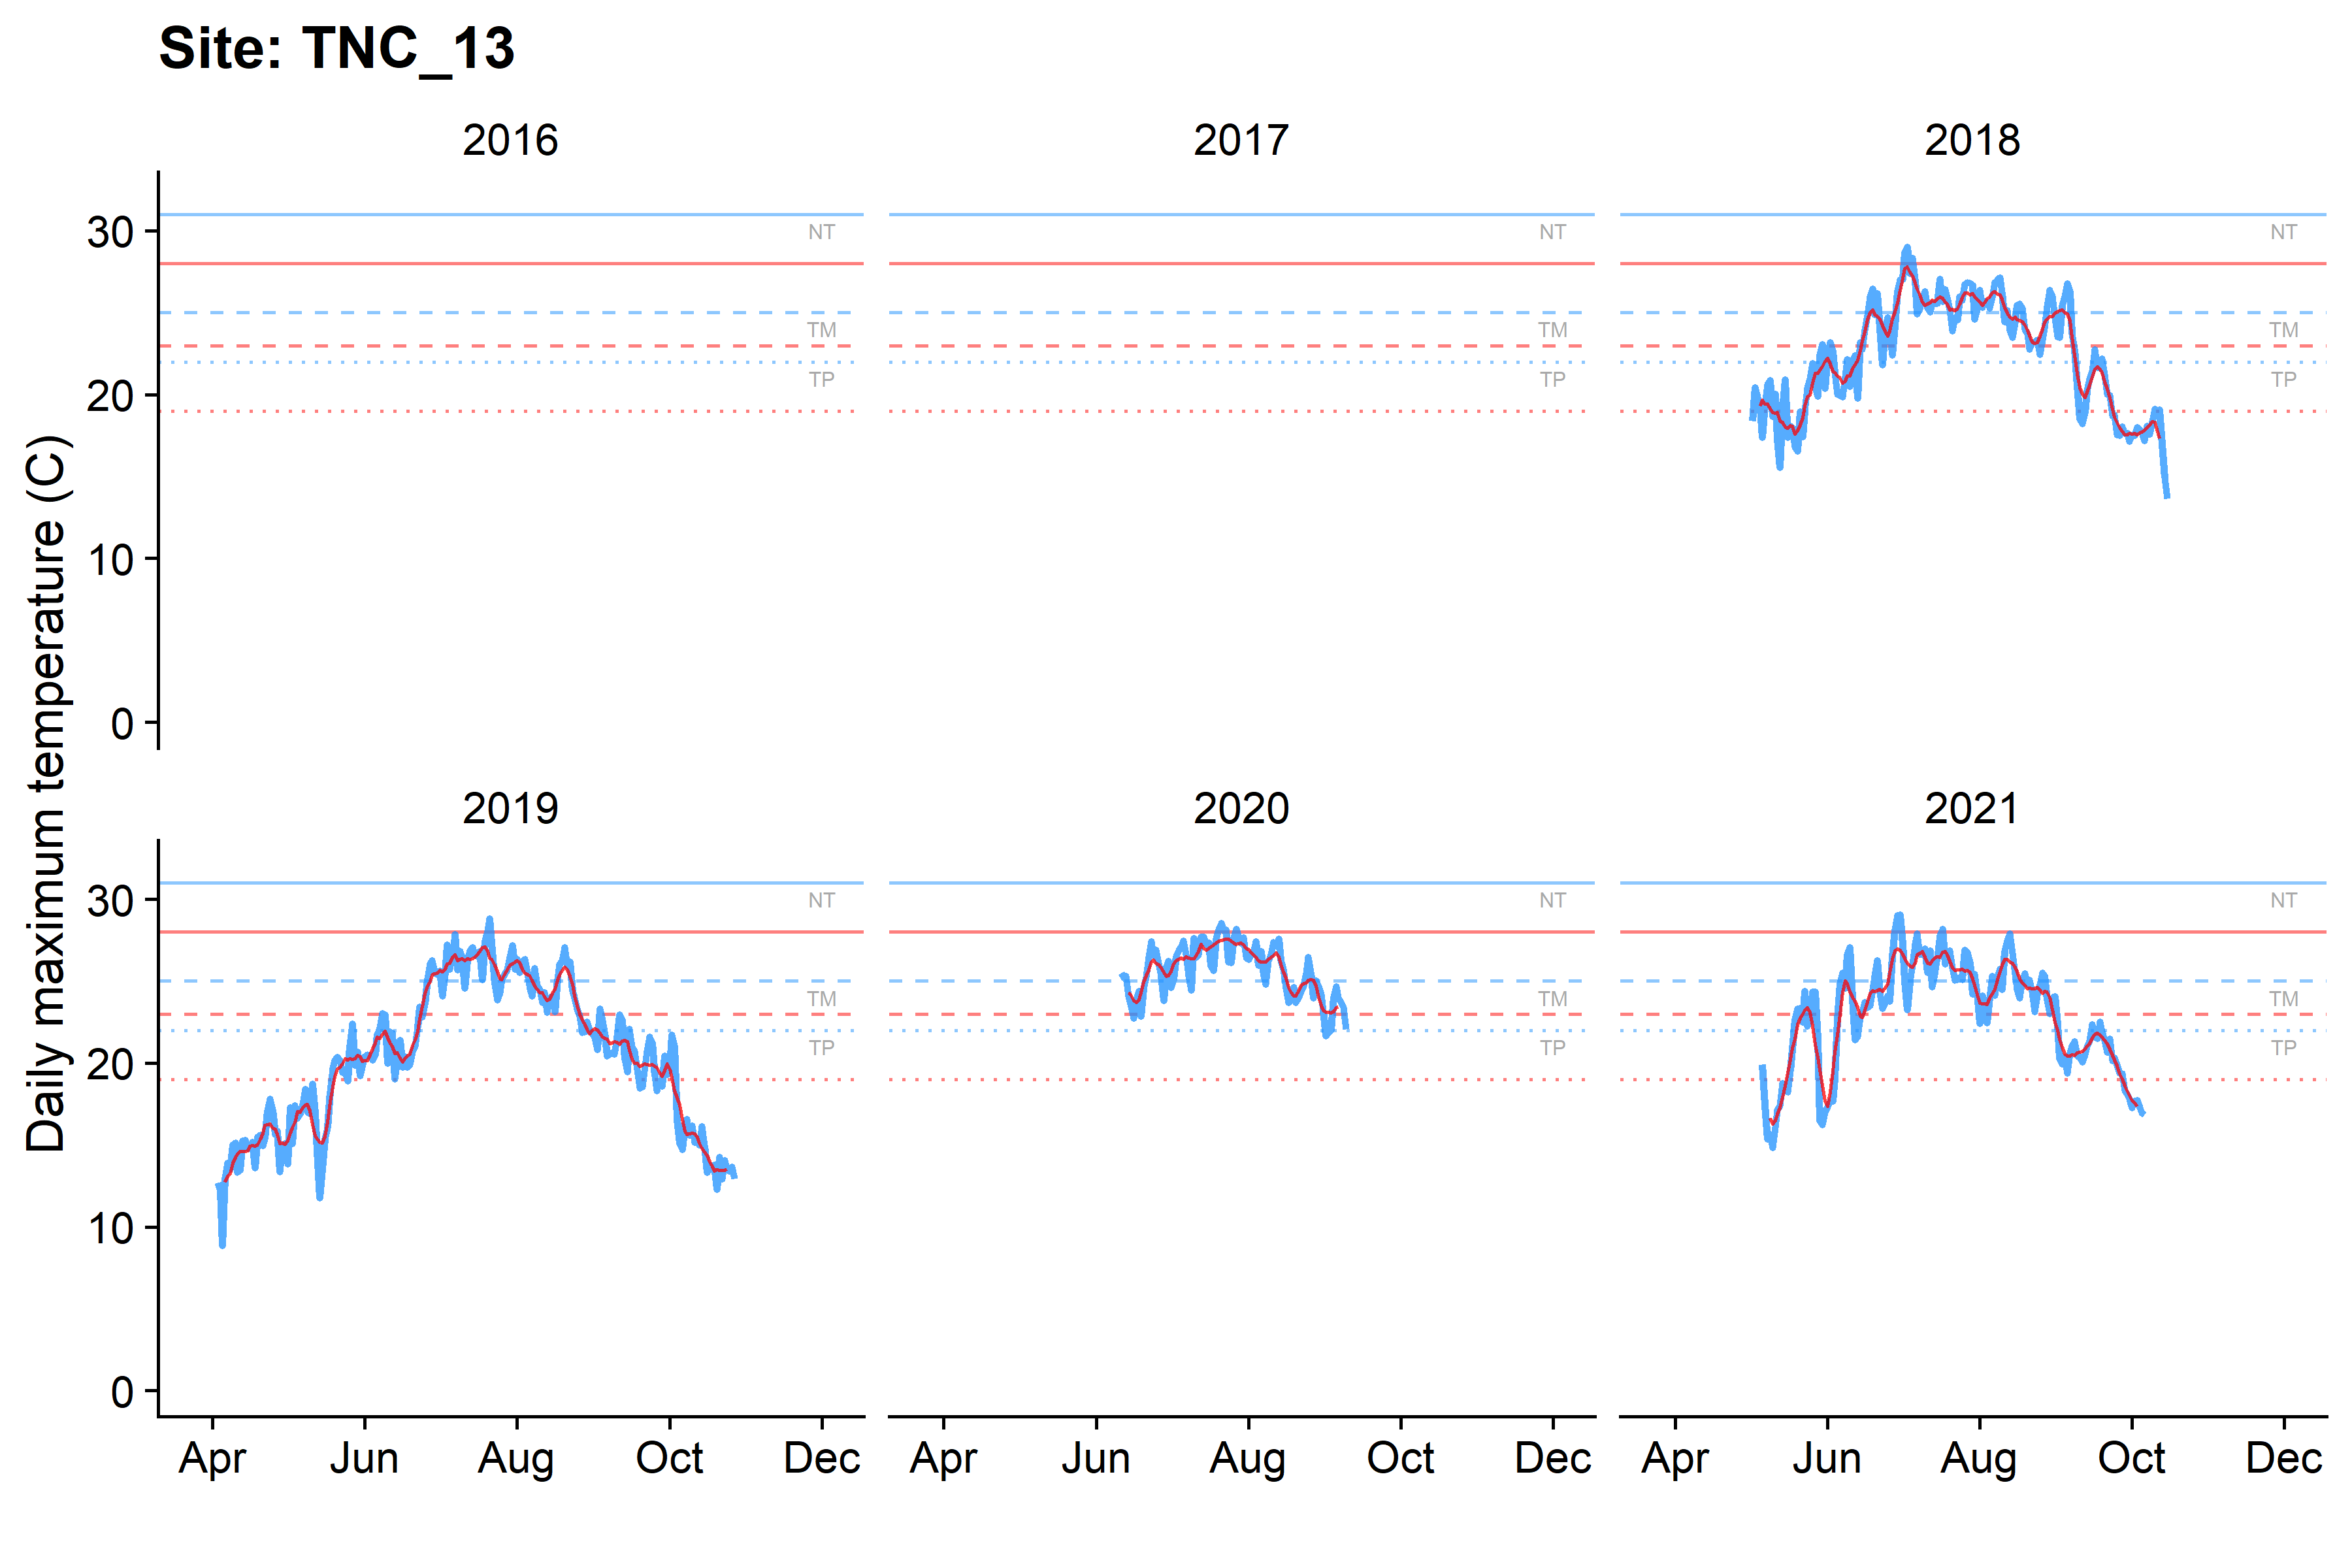 Site: TNC_13
2016 2017 2018
Daily maximum temperature (C)
30
20
10
0
NT
TM
TP
NT
TM
TP
NT
TM
TP
2019 2020 2021
30
20
10
0
NT
TM
TP
NT
TM
TP
NT
TM
TP
Apr Jun Aug Oct Dec Apr Jun Aug Oct Dec Apr Jun Aug Oct Dec